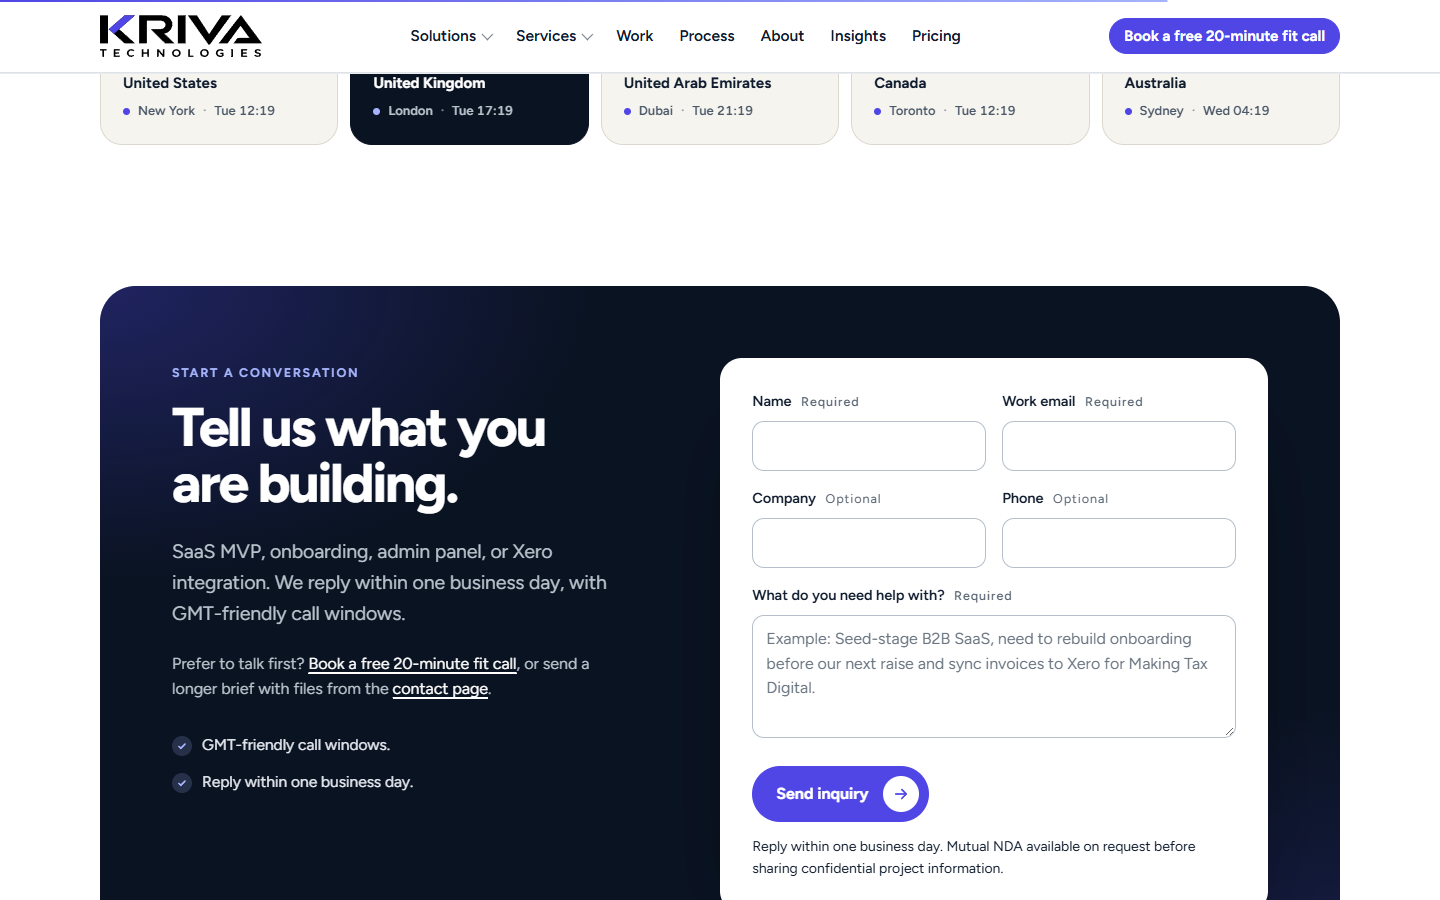 KRIVA
TECHNOLOGIES
Solutions
Services
Work
Process
About
Insights
Pricing
Book a free 20-minute fit call
United States
New York · Tue 12:19
United Kingdom
London · Tue 17:19
United Arab Emirates
Dubai · Tue 21:19
Canada
Toronto · Tue 12:19
Australia
Sydney · Wed 04:19
START A CONVERSATION
Tell us what you
are building.
SaaS MVP, onboarding, admin panel, or Xero
integration. We reply within one business day, with
GMT-friendly call windows.
Prefer to talk first? Book a free 20-minute fit call, or send a
longer brief with files from the contact page.
GMT-friendly call windows.
Reply within one business day.
Name Required
Work email Required
Company Optional
Phone Optional
What do you need help with? Required
Example: Seed-stage B2B SaaS, need to rebuild onboarding
before our next raise and sync invoices to Xero for Making Tax
Digital.
Send inquiry
Reply within one business day. Mutual NDA available on request before
sharing confidential project information.